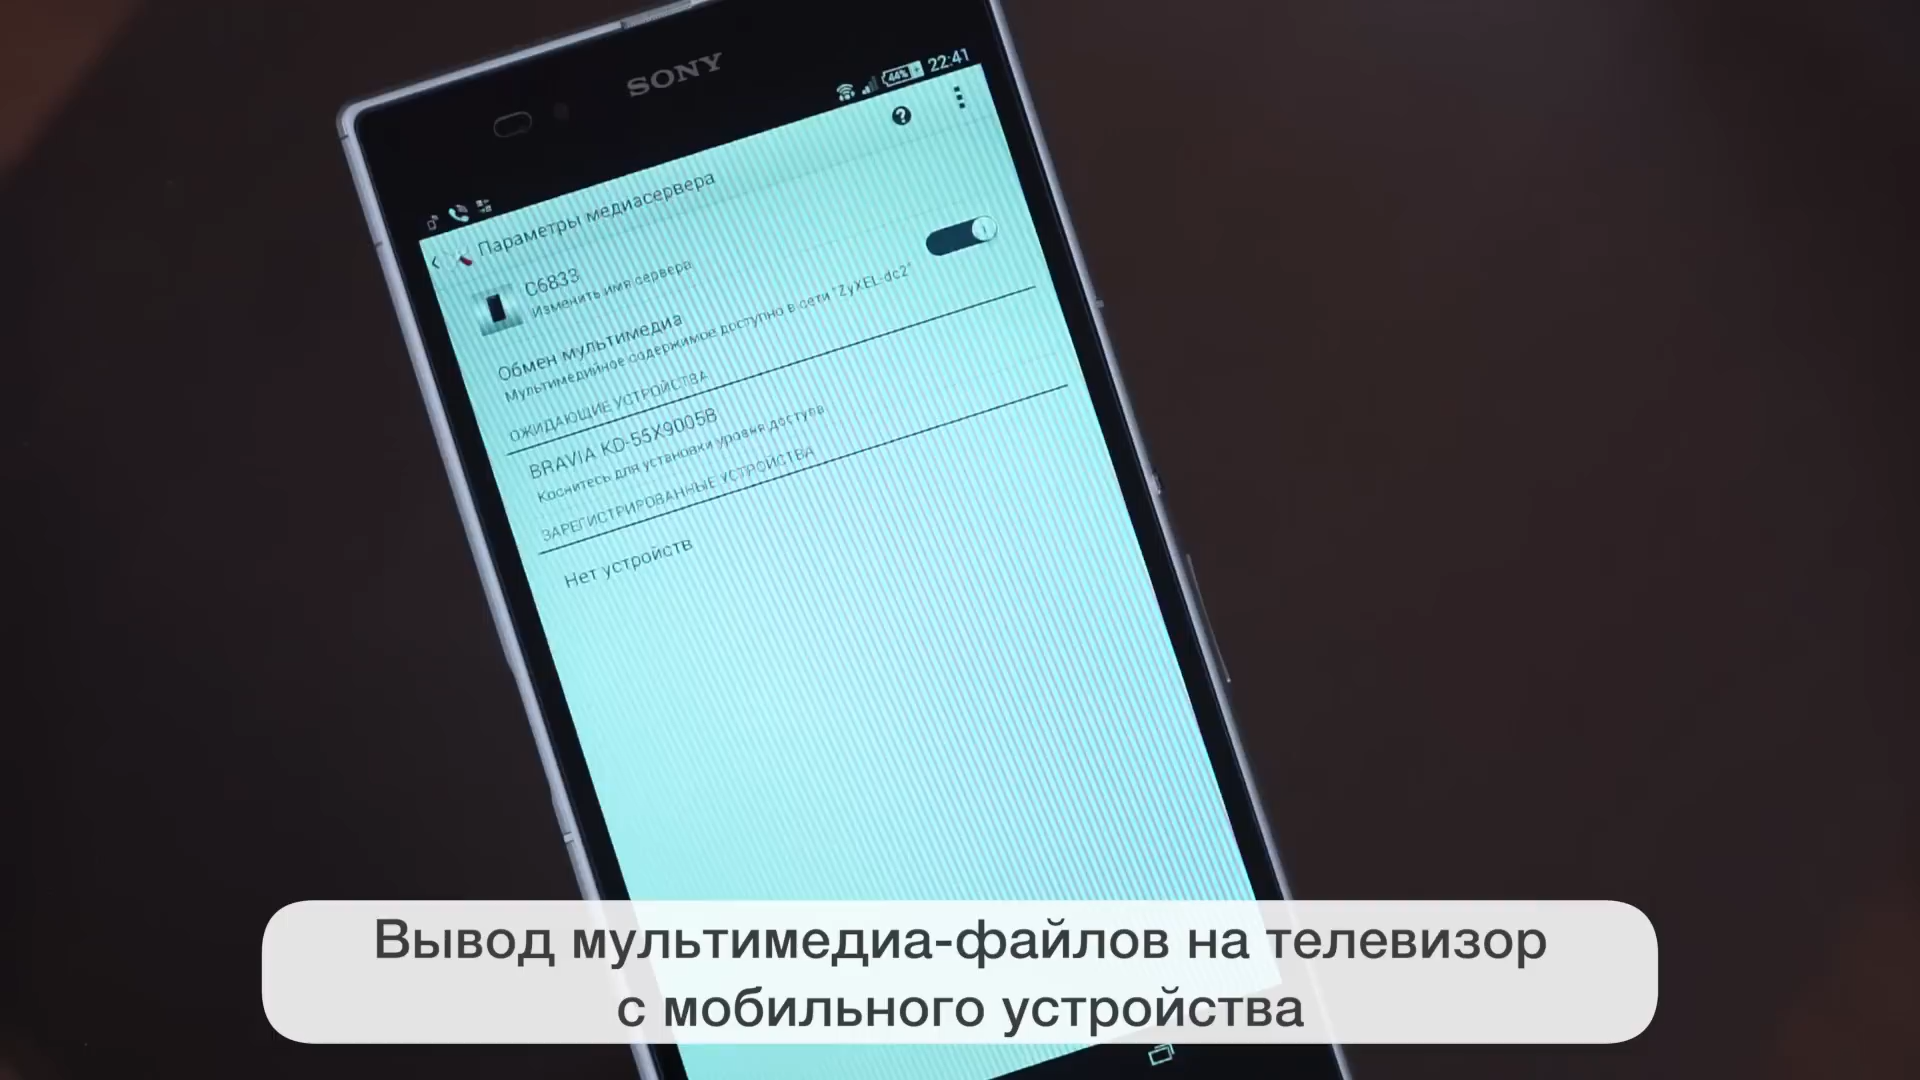 SONY
44% 22:41
Параметры медиасервера
C6833
Изменить имя сервера
Обмен мультимедиа
Мультимедийное содержимое доступно в сети "ZyXEL-dc2"
ОЖИДАЮЩИЕ УСТРОЙСТВА
BRAVIA KD-55X9005B
Коснитесь для установки уровня доступа
ЗАРЕГИСТРИРОВАННЫЕ УСТРОЙСТВА
Нет устройств
Вывод мультимедиа-файлов на телевизор
с мобильного устройства